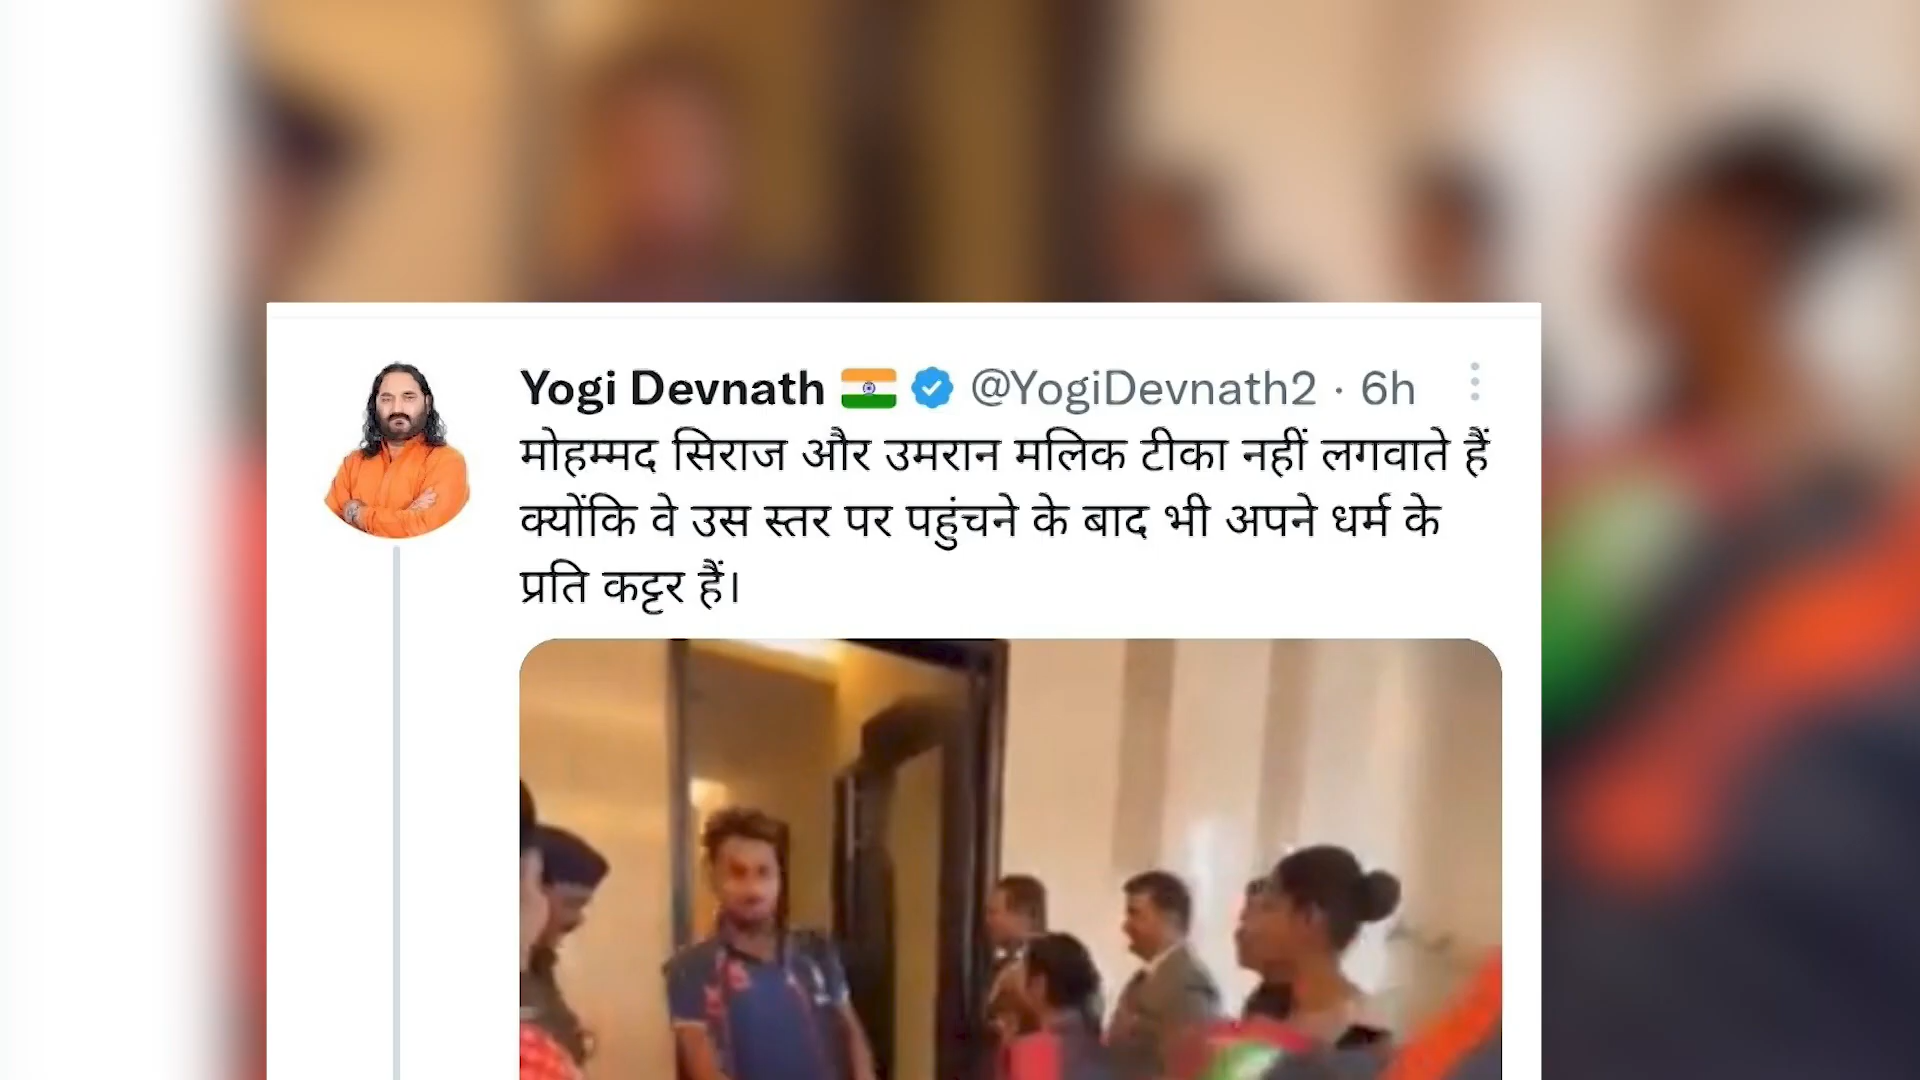 Yogi Devnath @YogiDevnath2 · 6h
मोहम्मद सिराज और उमरान मलिक टीका नहीं लगवाते हैं
क्योंकि वे उस स्तर पर पहुंचने के बाद भी अपने धर्म के
प्रति कट्टर हैं।